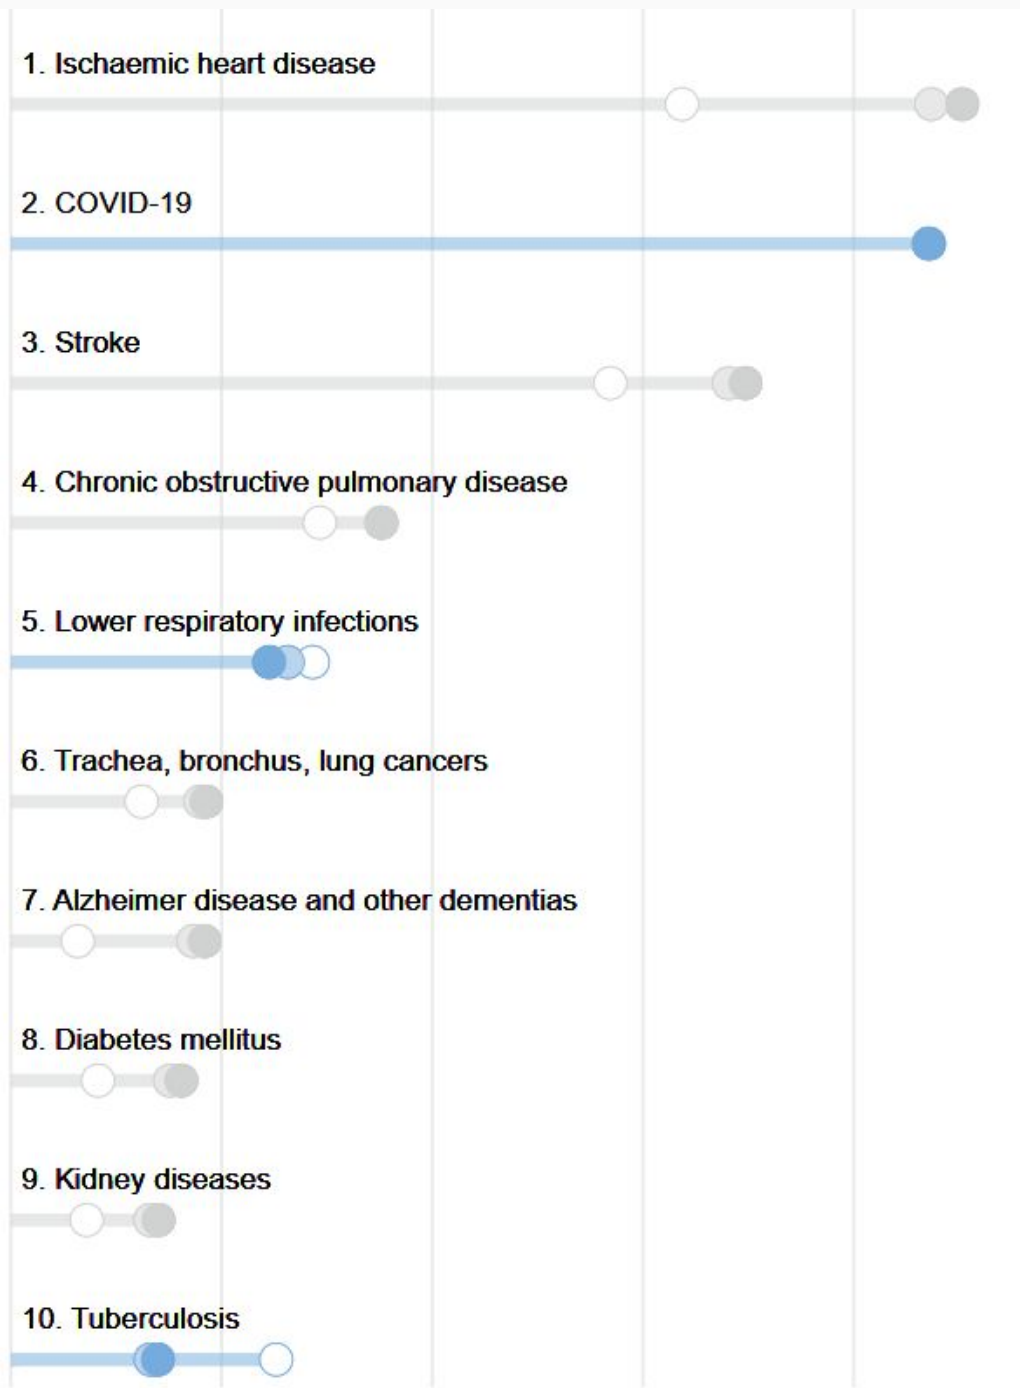 1. Ischaemic heart disease
2. COVID-19
3. Stroke
4. Chronic obstructive pulmonary disease
5. Lower respiratory infections
6. Trachea, bronchus, lung cancers
7. Alzheimer disease and other dementias
8. Diabetes mellitus
9. Kidney diseases
10. Tuberculosis